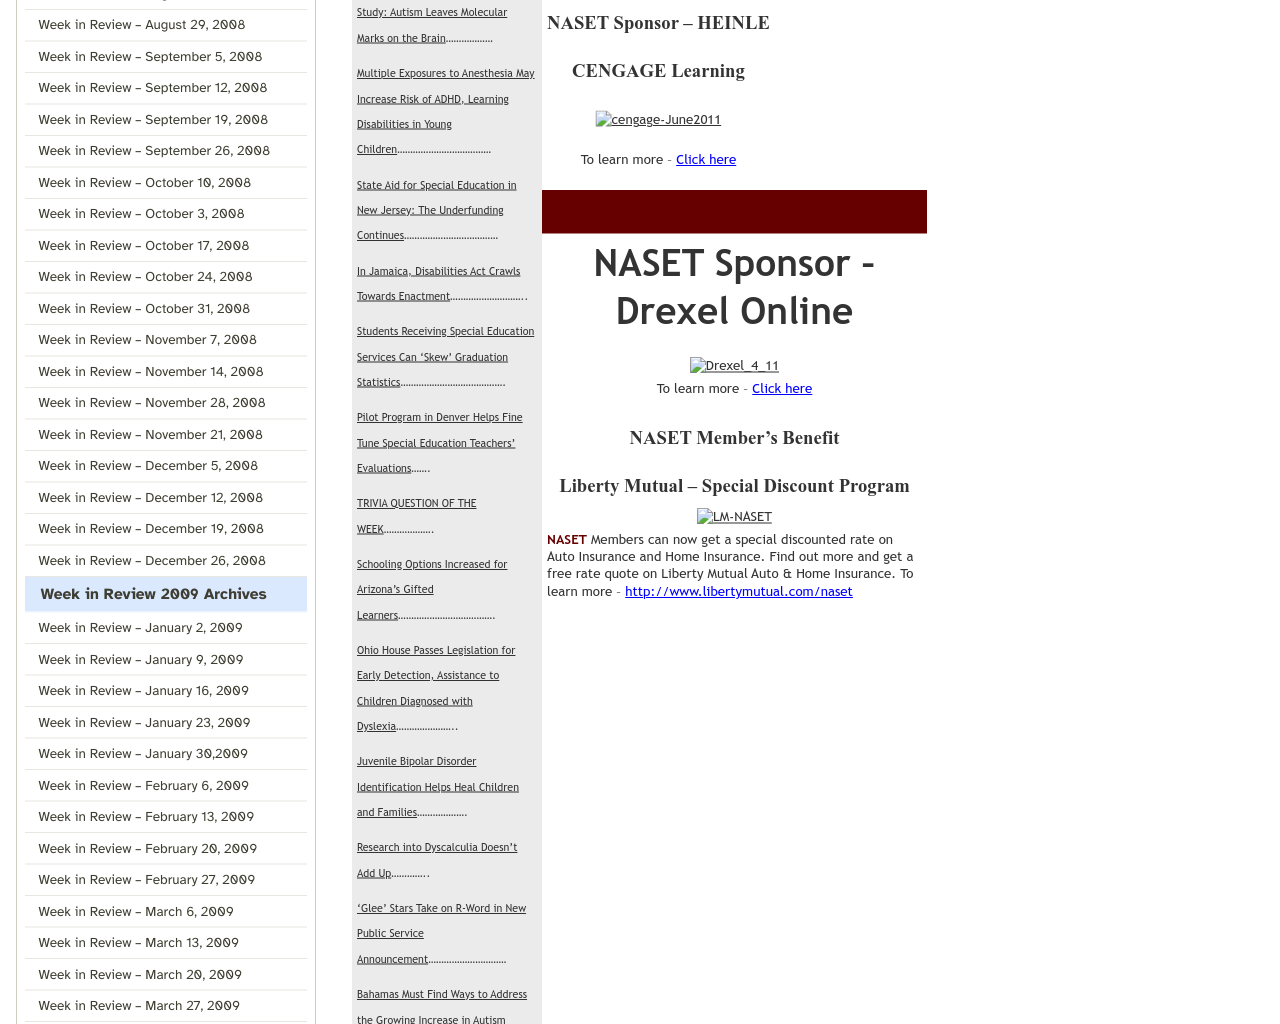 Week in Review – August 29, 2008
Week in Review – September 5, 2008
Week in Review – September 12, 2008
Week in Review – September 19, 2008
Week in Review – September 26, 2008
Week in Review – October 10, 2008
Week in Review – October 3, 2008
Week in Review – October 17, 2008
Week in Review – October 24, 2008
Week in Review – October 31, 2008
Week in Review – November 7, 2008
Week in Review – November 14, 2008
Week in Review – November 28, 2008
Week in Review – November 21, 2008
Week in Review – December 5, 2008
Week in Review – December 12, 2008
Week in Review – December 19, 2008
Week in Review – December 26, 2008
Week in Review 2009 Archives
Week in Review – January 2, 2009
Week in Review – January 9, 2009
Week in Review – January 16, 2009
Week in Review – January 23, 2009
Week in Review – January 30,2009
Week in Review – February 6, 2009
Week in Review – February 13, 2009
Week in Review – February 20, 2009
Week in Review – February 27, 2009
Week in Review – March 6, 2009
Week in Review – March 13, 2009
Week in Review – March 20, 2009
Week in Review – March 27, 2009
Study: Autism Leaves Molecular
Marks on the Brain………………
Multiple Exposures to Anesthesia May
Increase Risk of ADHD, Learning
Disabilities in Young
Children………………………………
State Aid for Special Education in
New Jersey: The Underfunding
Continues………………………………
In Jamaica, Disabilities Act Crawls
Towards Enactment………………………..
Students Receiving Special Education
Services Can ‘Skew’ Graduation
Statistics………………………………….
Pilot Program in Denver Helps Fine
Tune Special Education Teachers’
Evaluations…….
TRIVIA QUESTION OF THE
WEEK……………….
Schooling Options Increased for
Arizona’s Gifted
Learners……………………………….
Ohio House Passes Legislation for
Early Detection, Assistance to
Children Diagnosed with
Dyslexia…………………..
Juvenile Bipolar Disorder
Identification Helps Heal Children
and Families……………….
Research into Dyscalculia Doesn’t
Add Up…………..
‘Glee’ Stars Take on R-Word in New
Public Service
Announcement…………………………
Bahamas Must Find Ways to Address
the Growing Increase in Autism
NASET Sponsor – HEINLE
CENGAGE Learning
cengage-June2011
To learn more - Click here
NASET Sponsor –
Drexel Online
Drexel_4_11
To learn more - Click here
NASET Member’s Benefit
Liberty Mutual – Special Discount Program
LM-NASET
NASET Members can now get a special discounted rate on
Auto Insurance and Home Insurance. Find out more and get a
free rate quote on Liberty Mutual Auto & Home Insurance. To
learn more - http://www.libertymutual.com/naset